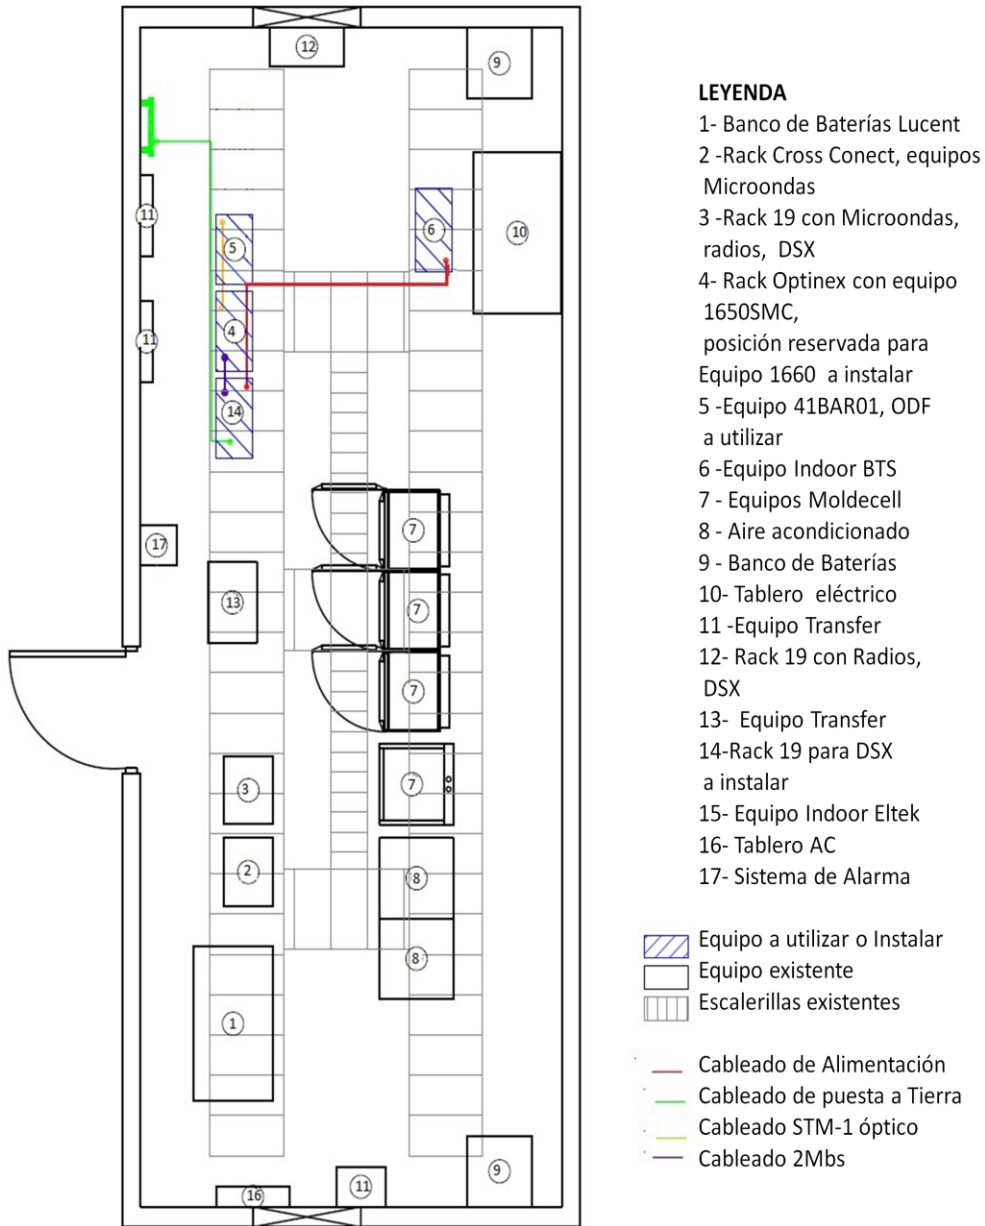 12
9
11
5
6
10
11
4
14
17
7
13
7
7
3
7
2
8
8
1
9
16
11
LEYENDA
1- Banco de Baterías Lucent
2 -Rack Cross Conect, equipos
Microondas
3 -Rack 19 con Microondas,
radios, DSX
4- Rack Optinex con equipo
1650SMC,
posición reservada para
Equipo 1660 a instalar
5 -Equipo 41BAR01, ODF
a utilizar
6 -Equipo Indoor BTS
7 - Equipos Moldecell
8 - Aire acondicionado
9 - Banco de Baterías
10- Tablero eléctrico
11 -Equipo Transfer
12- Rack 19 con Radios,
DSX
13- Equipo Transfer
14-Rack 19 para DSX
a instalar
15- Equipo Indoor Eltek
16- Tablero AC
17- Sistema de Alarma
Equipo a utilizar o Instalar
Equipo existente
Escalerillas existentes
Cableado de Alimentación
Cableado de puesta a Tierra
Cableado STM-1 óptico
Cableado 2Mbs